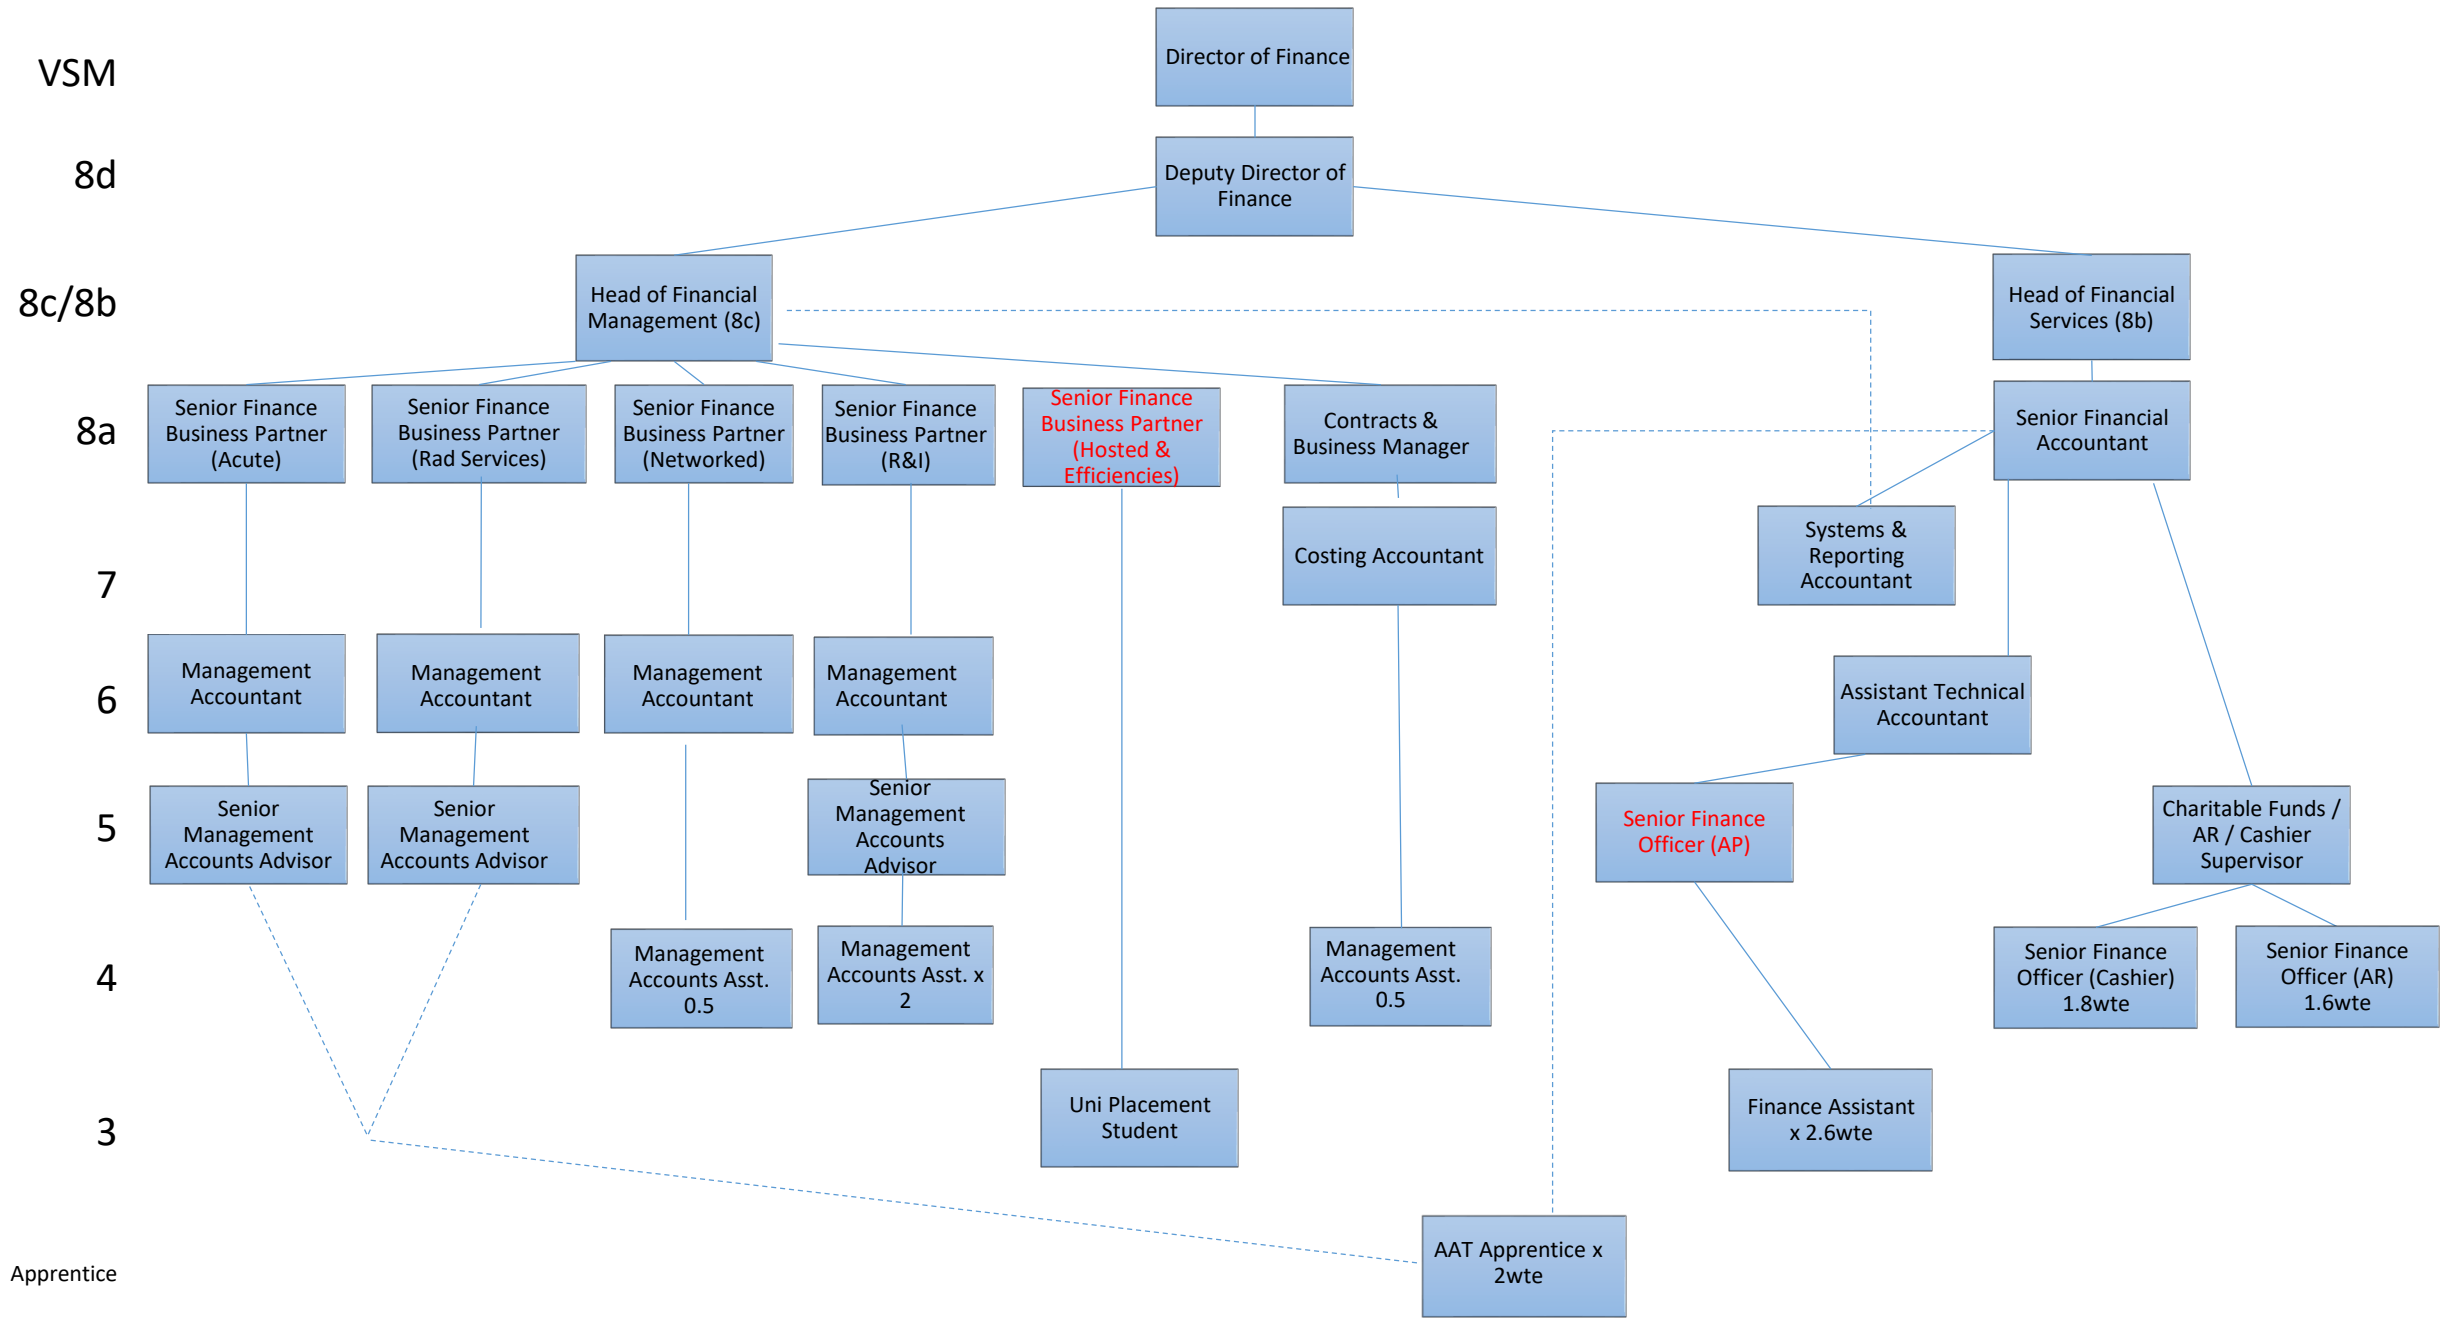 VSM
Director of Finance
8d
Deputy Director of
Finance
8c/8b
Head of Financial
Management (8c)
Head of Financial
Services (8b)
8a
Senior Finance
Business Partner
(Acute)
Senior Finance
Business Partner
(Rad Services)
Senior Finance
Business Partner
(Networked)
Senior Finance
Business Partner
(R&I)
Senior Finance
Business Partner
(Hosted &
Efficiencies)
Contracts &
Business Manager
Senior Financial
Accountant
7
Costing Accountant
Systems &
Reporting
Accountant
6
Management
Accountant
Management
Accountant
Management
Accountant
Management
Accountant
Assistant Technical
Accountant
5
Senior
Management
Accounts Advisor
Senior
Management
Accounts Advisor
Senior
Management
Accounts
Advisor
Senior Finance
Officer (AP)
Charitable Funds /
AR / Cashier
Supervisor
4
Management
Accounts Asst.
0.5
Management
Accounts Asst. x
2
Management
Accounts Asst.
0.5
Senior Finance
Officer (Cashier)
1.8wte
Senior Finance
Officer (AR)
1.6wte
3
Uni Placement
Student
Finance Assistant
x 2.6wte
Apprentice
AAT Apprentice x
2wte